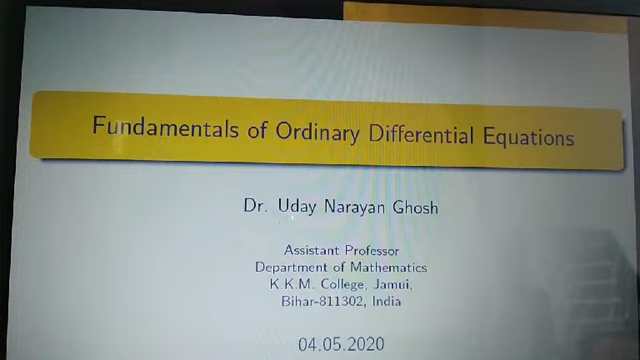 Fundamentals of Ordinary Differential Equations
Dr. Uday Narayan Ghosh
Assistant Professor
Department of Mathematics
K.K.M. College, Jamui,
Bihar-811302, India
04.05.2020